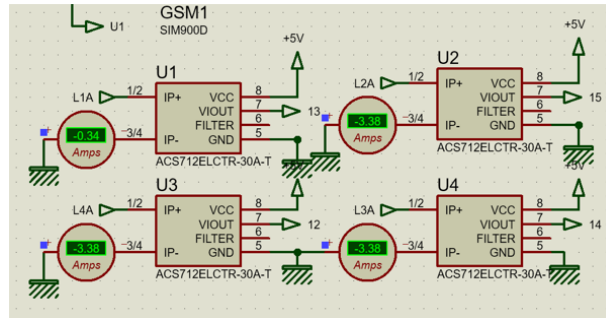 GSM1
SIM900D
U1
+5V
+5V
U1
L1A
1/2
IP+
VCC
8
VIOUT
7
13
FILTER
6
-0.34
Amps
3/4
IP-
GND
5
ACS712ELCTR-30A-T
U2
L2A
1/2
IP+
VCC
8
VIOUT
7
15
FILTER
6
-3.38
Amps
3/4
IP-
GND
5
ACS712ELCTR-30A-T
+5V
U3
L4A
1/2
IP+
VCC
8
VIOUT
7
12
FILTER
6
-3.38
Amps
3/4
IP-
GND
5
ACS712ELCTR-30A-T
+5V
U4
L3A
1/2
IP+
VCC
8
VIOUT
7
14
FILTER
6
-3.38
Amps
3/4
IP-
GND
5
ACS712ELCTR-30A-T